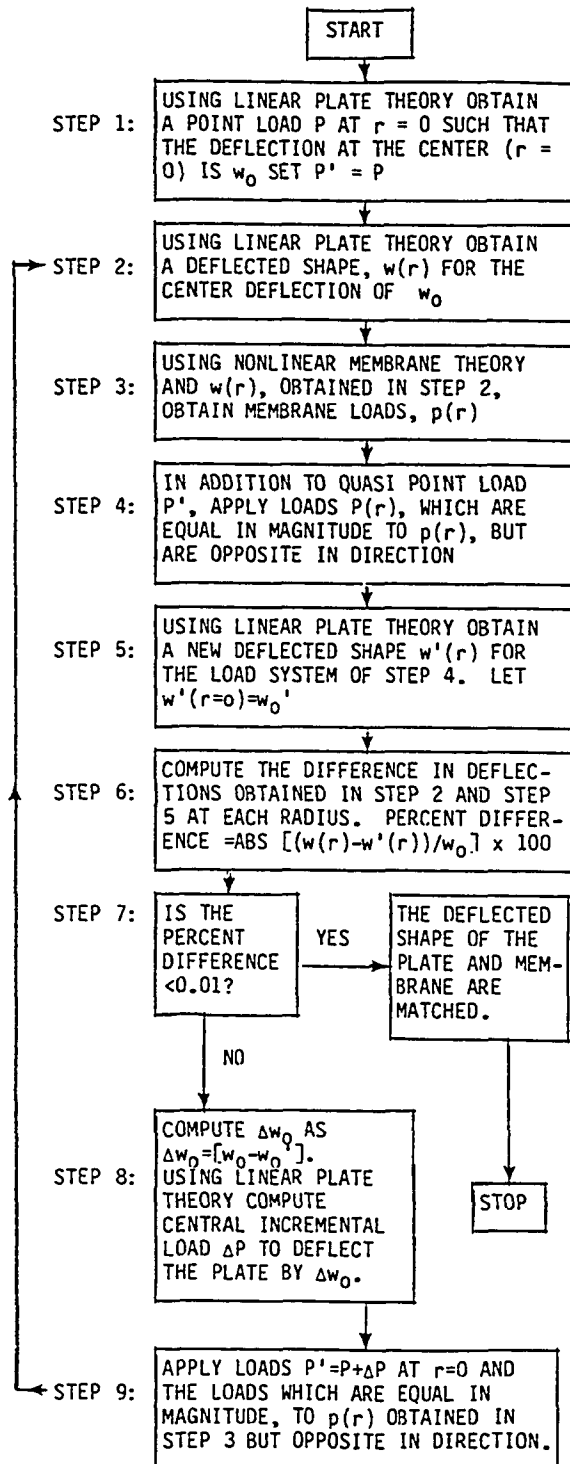 START
STEP 1:
USING LINEAR PLATE THEORY OBTAIN
A POINT LOAD P AT r = 0 SUCH THAT
THE DEFLECTION AT THE CENTER (r =
0) IS w₀ SET P' = P
STEP 2:
USING LINEAR PLATE THEORY OBTAIN
A DEFLECTED SHAPE, w(r) FOR THE
CENTER DEFLECTION OF w₀
STEP 3:
USING NONLINEAR MEMBRANE THEORY
AND w(r), OBTAINED IN STEP 2,
OBTAIN MEMBRANE LOADS, p(r)
STEP 4:
IN ADDITION TO QUASI POINT LOAD
P', APPLY LOADS P(r), WHICH ARE
EQUAL IN MAGNITUDE TO p(r), BUT
ARE OPPOSITE IN DIRECTION
STEP 5:
USING LINEAR PLATE THEORY OBTAIN
A NEW DEFLECTED SHAPE w'(r) FOR
THE LOAD SYSTEM OF STEP 4. LET
w'(r=o)=w₀'
STEP 6:
COMPUTE THE DIFFERENCE IN DEFLEC-
TIONS OBTAINED IN STEP 2 AND STEP
5 AT EACH RADIUS. PERCENT DIFFER-
ENCE =ABS [(w(r)-w'(r))/w₀] x 100
STEP 7:
IS THE
PERCENT
DIFFERENCE
<0.01?
YES
THE DEFLECTED
SHAPE OF THE
PLATE AND MEM-
BRANE ARE
MATCHED.
NO
STEP 8:
COMPUTE Δw₀ AS
Δw₀=[w₀-w₀'].
USING LINEAR PLATE
THEORY COMPUTE
CENTRAL INCREMENTAL
LOAD ΔP TO DEFLECT
THE PLATE BY Δw₀.
STOP
STEP 9:
APPLY LOADS P'=P+ΔP AT r=0 AND
THE LOADS WHICH ARE EQUAL IN
MAGNITUDE, TO p(r) OBTAINED IN
STEP 3 BUT OPPOSITE IN DIRECTION.